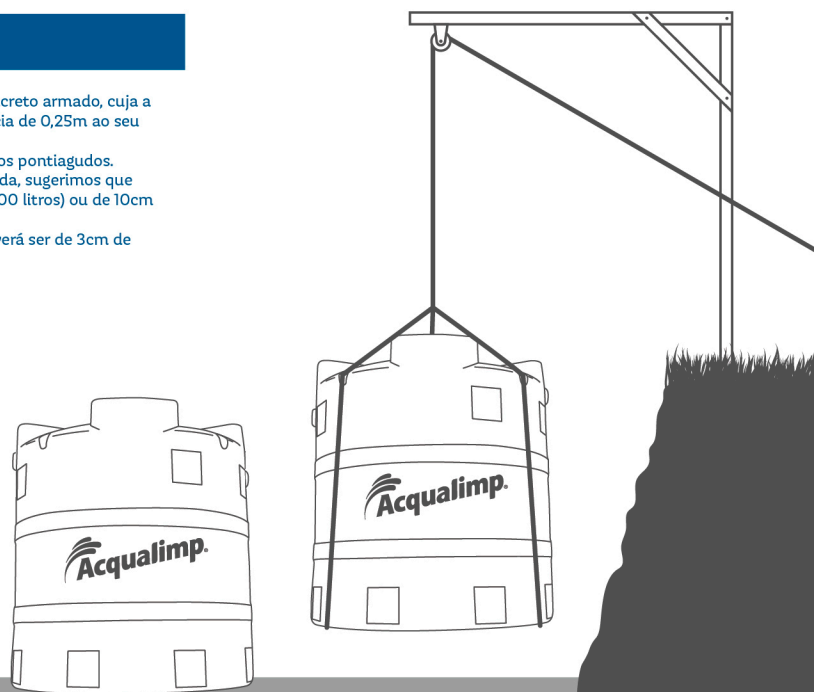 creto armado, cuja a
cia de 0,25m ao seu
os pontiagudos.
da, sugerimos que
00 litros) ou de 10cm
verá ser de 3cm de
Acqualimp.
Acqualimp.